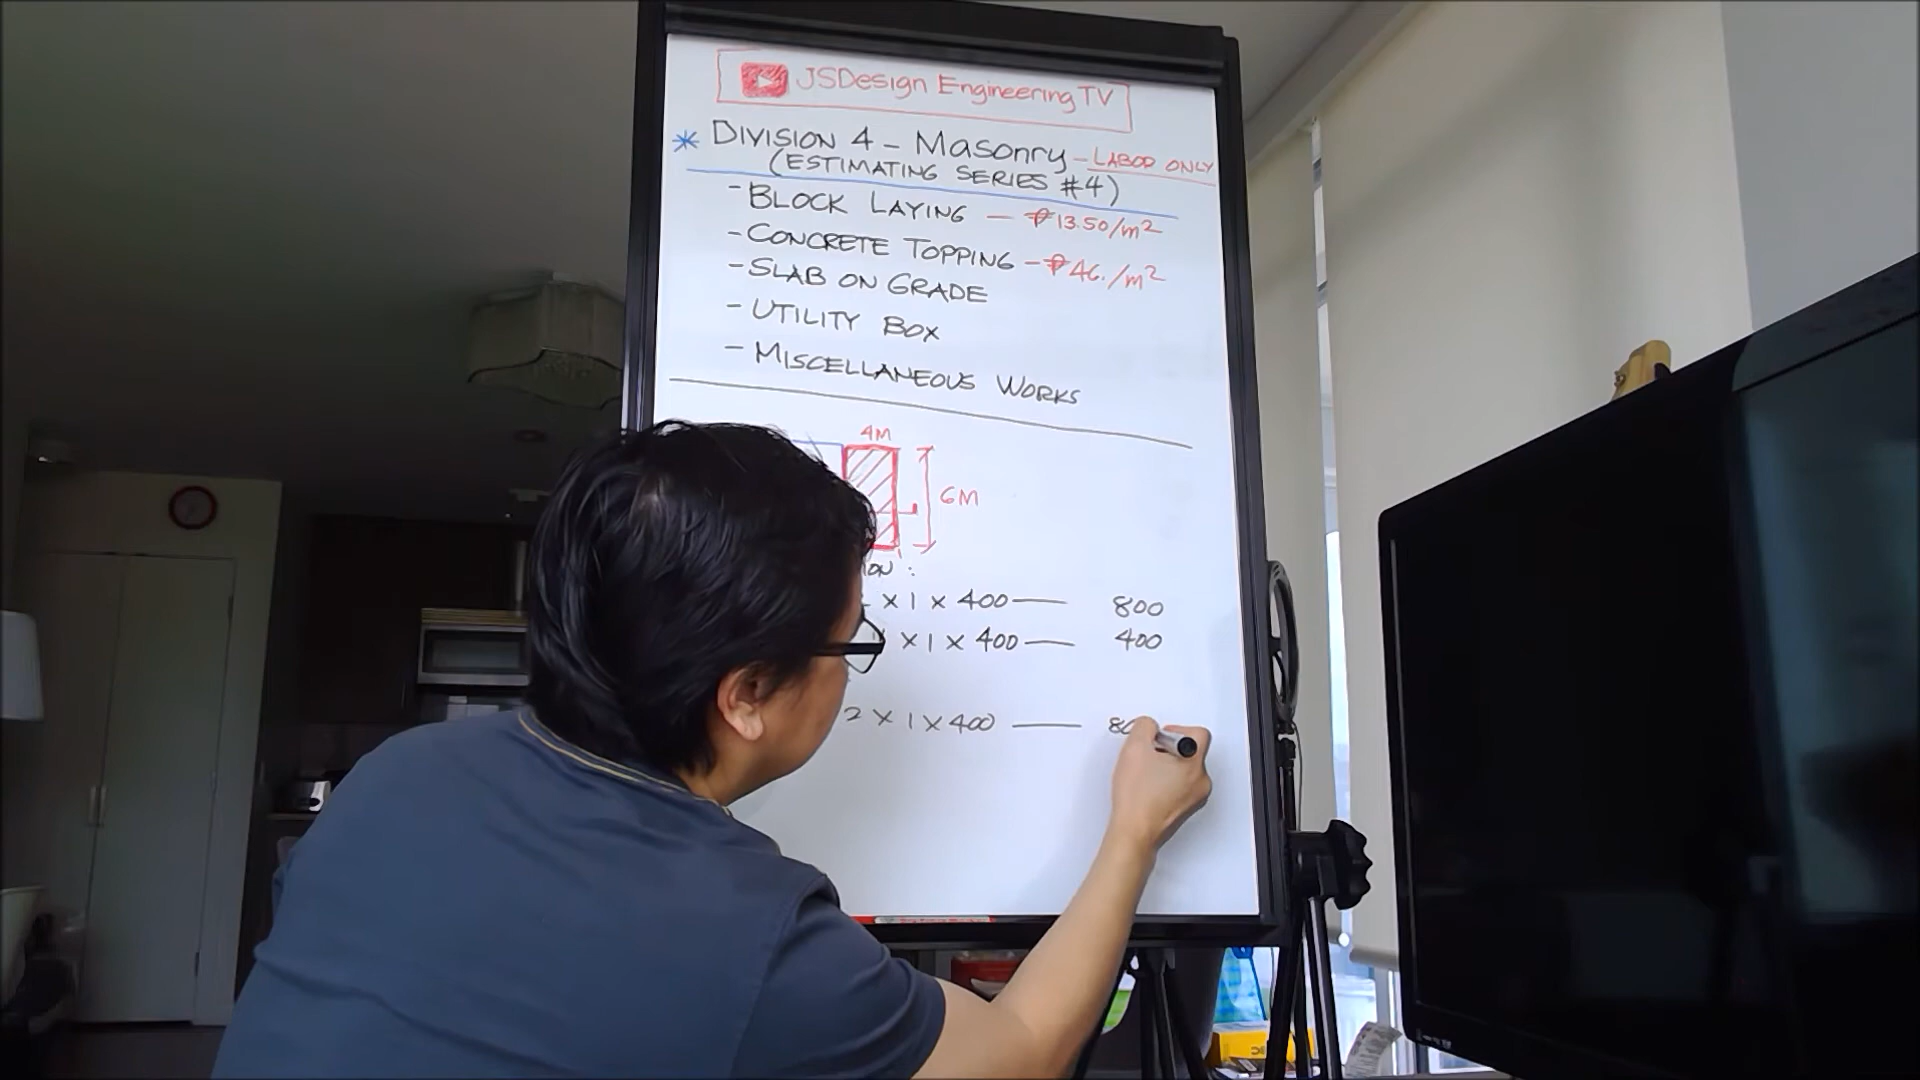 JSDesign Engineering TV
* DIVISION 4 - Masonry - LABOR ONLY
(ESTIMATING SERIES #4)
- BLOCK LAYING — ₱13.50/m²
- CONCRETE TOPPING - ₱46./m²
- SLAB ON GRADE
- UTILITY BOX
- MISCELLANEOUS WORKS
4M
6M
ION :
x 1 x 400 — 800
x 1 x 400 — 400
2 x 1 x 400 — 80